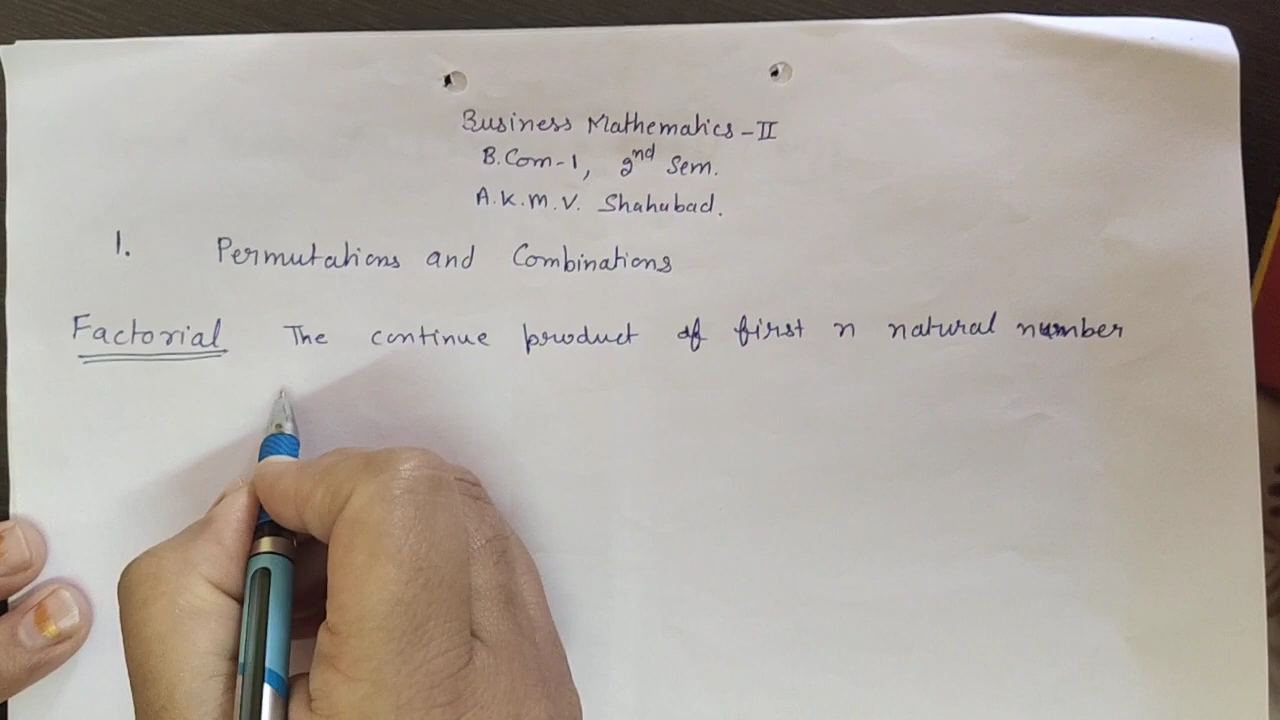 Business Mathematics-II
B.Com-1, 2nd Sem.
A.K.M.V. Shahabad.
1. Permutations and Combinations
Factorial The continue product of first n natural number